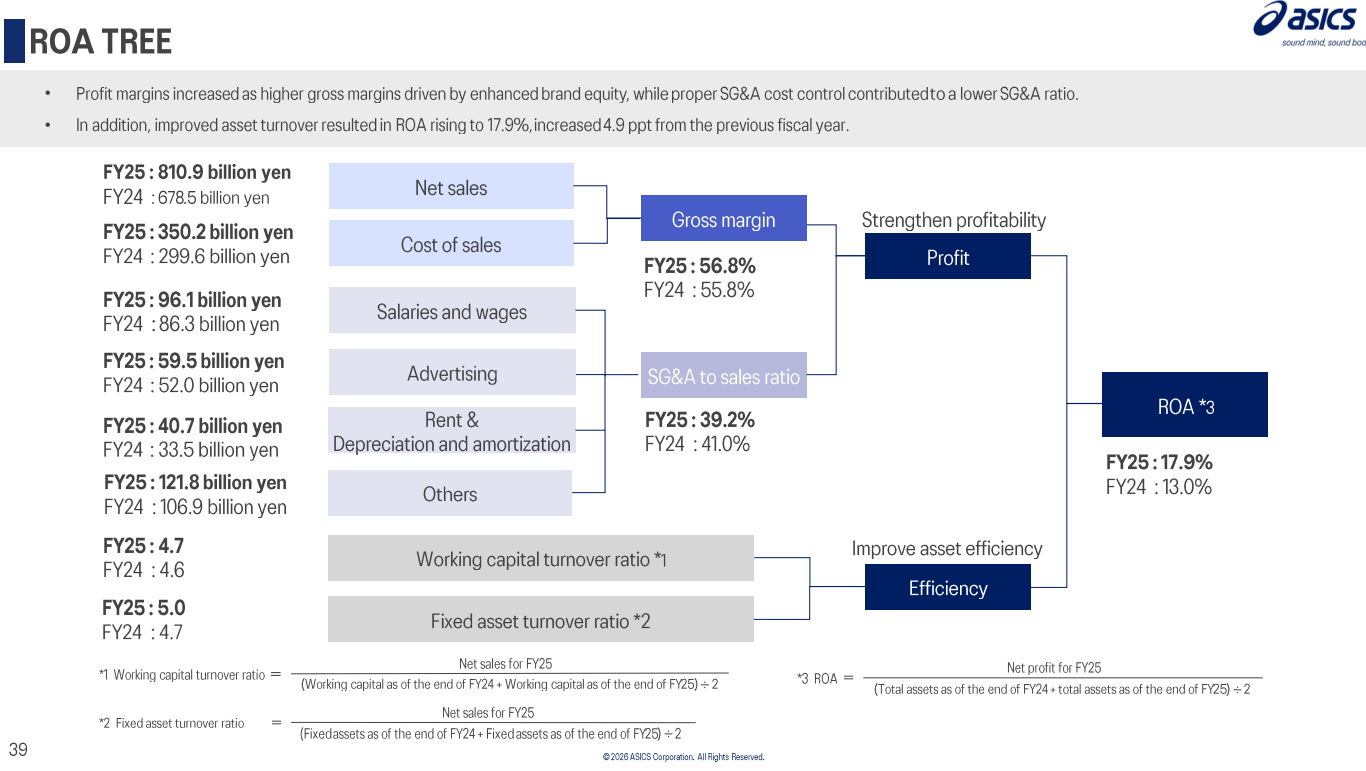 ROA TREE
asics
sound mind, sound
• Profit margins increased as higher gross margins driven by enhanced brand equity, while proper SG&A cost control contributed to a lower SG&A ratio.
• In addition, improved asset turnover resulted in ROA rising to 17.9%, increased 4.9 ppt from the previous fiscal year.
FY25 : 810.9 billion yen
FY24 : 678.5 billion yen
Net sales
FY25 : 350.2 billion yen
FY24 : 299.6 billion yen
Cost of sales
Gross margin
FY25 : 56.8%
FY24 : 55.8%
Strengthen profitability
Profit
FY25 : 96.1 billion yen
FY24 : 86.3 billion yen
Salaries and wages
FY25 : 59.5 billion yen
FY24 : 52.0 billion yen
Advertising
SG&A to sales ratio
FY25 : 39.2%
FY24 : 41.0%
FY25 : 40.7 billion yen
FY24 : 33.5 billion yen
Rent &
Depreciation and amortization
FY25 : 121.8 billion yen
FY24 : 106.9 billion yen
Others
ROA *3
FY25 : 17.9%
FY24 : 13.0%
FY25 : 4.7
FY24 : 4.6
Working capital turnover ratio *1
Improve asset efficiency
Efficiency
FY25 : 5.0
FY24 : 4.7
Fixed asset turnover ratio *2
*1 Working capital turnover ratio =
Net sales for FY25
(Working capital as of the end of FY24 + Working capital as of the end of FY25) ÷ 2
*3 ROA =
Net profit for FY25
(Total assets as of the end of FY24 + total assets as of the end of FY25) ÷ 2
*2 Fixed asset turnover ratio =
Net sales for FY25
(Fixed assets as of the end of FY24 + Fixed assets as of the end of FY25) ÷ 2
39
© 2026 ASICS Corporation. All Rights Reserved.